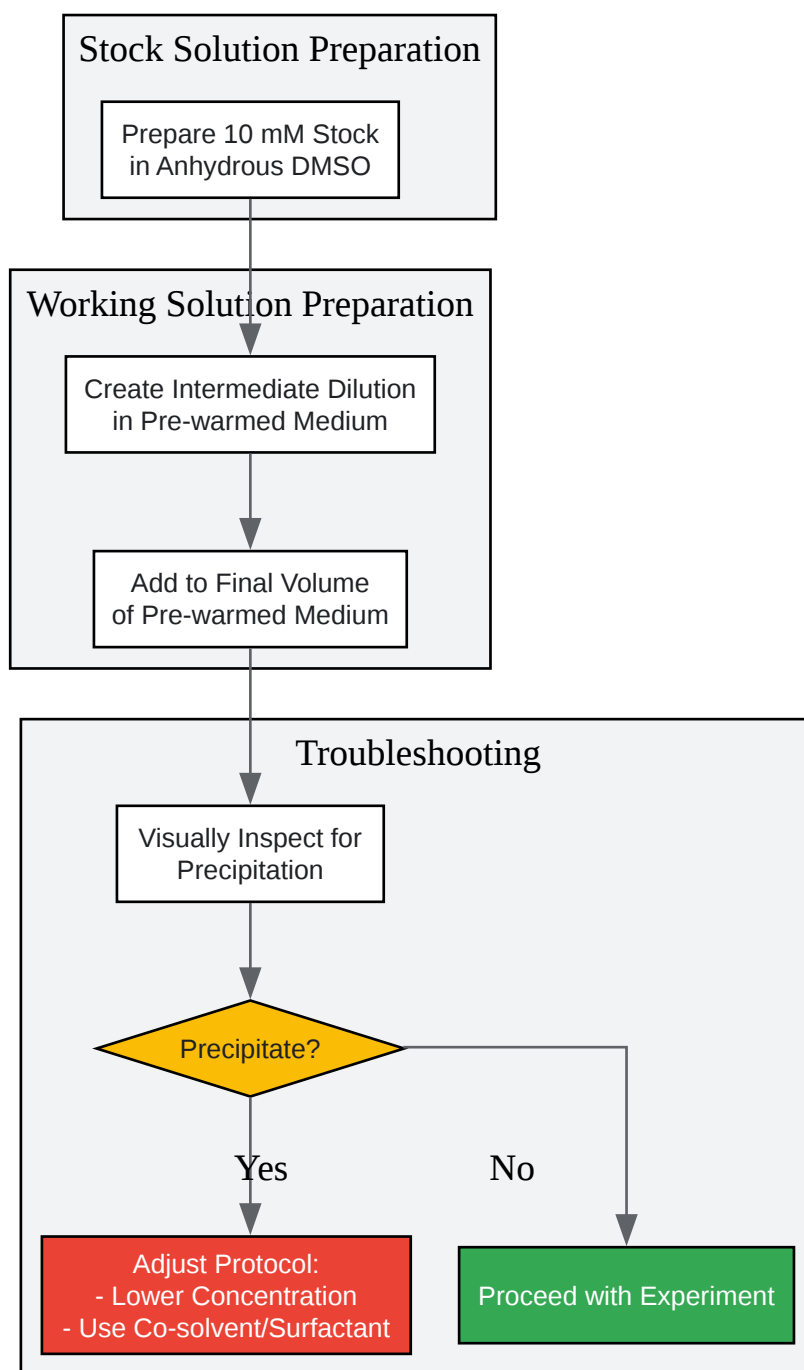 Stock Solution Preparation
Prepare 10 mM Stock
in Anhydrous DMSO
Working Solution Preparation
Create Intermediate Dilution
in Pre-warmed Medium
Add to Final Volume
of Pre-warmed Medium
Troubleshooting
Visually Inspect for
Precipitation
Precipitate?
Yes
No
Adjust Protocol:
- Lower Concentration
- Use Co-solvent/Surfactant
Proceed with Experiment